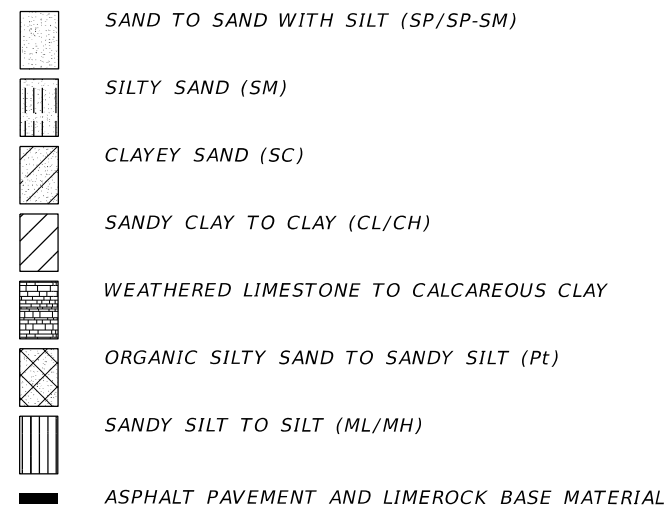 SAND TO SAND WITH SILT (SP/SP-SM)
SILTY SAND (SM)
CLAYEY SAND (SC)
SANDY CLAY TO CLAY (CL/CH)
WEATHERED LIMESTONE TO CALCAREOUS CLAY
ORGANIC SILTY SAND TO SANDY SILT (Pt)
SANDY SILT TO SILT (ML/MH)
ASPHALT PAVEMENT AND LIMEROCK BASE MATERIAL